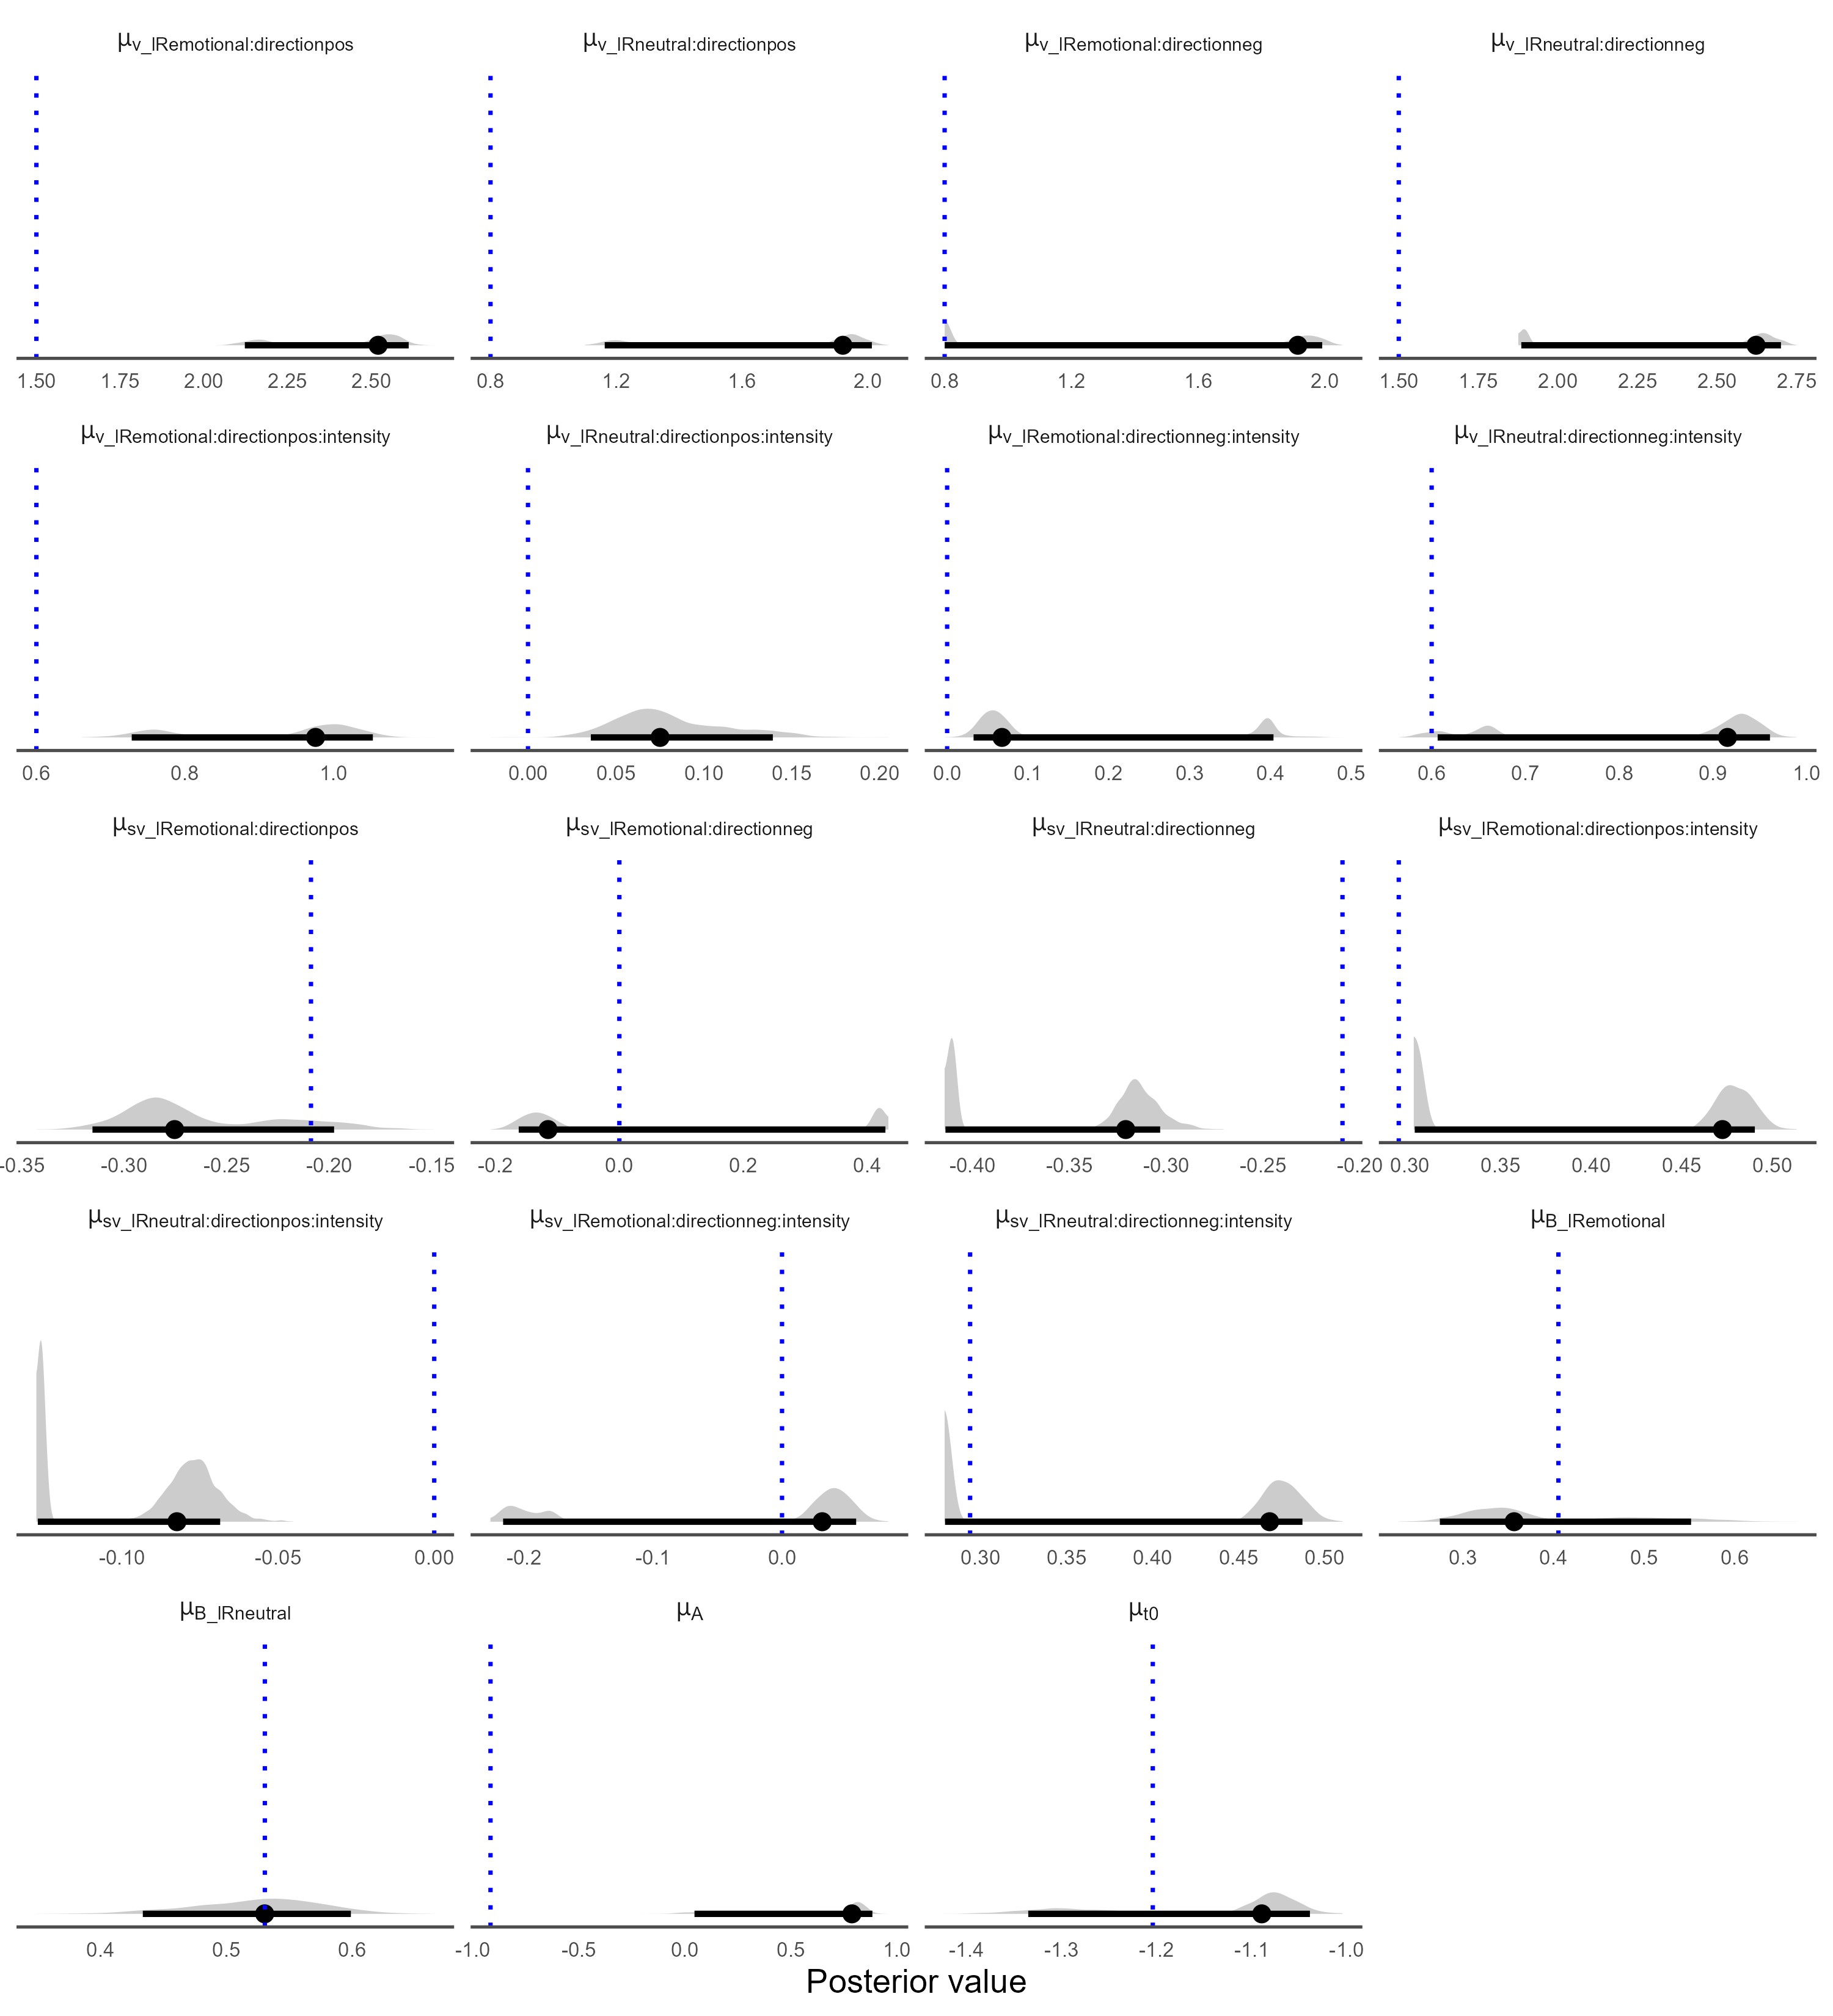 μv_lRemotional:directionpos μv_lRneutral:directionpos μv_lRemotional:directionneg μv_lRneutral:directionneg
1.50 1.75 2.00 2.25 2.50 0.8 1.2 1.6 2.0 0.8 1.2 1.6 2.0 1.50 1.75 2.00 2.25 2.50 2.75
μv_lRemotional:directionpos:intensity μv_lRneutral:directionpos:intensity μv_lRemotional:directionneg:intensity μv_lRneutral:directionneg:intensity
0.6 0.8 1.0 0.00 0.05 0.10 0.15 0.20 0.0 0.1 0.2 0.3 0.4 0.5 0.6 0.7 0.8 0.9 1.0
μsv_lRemotional:directionpos μsv_lRemotional:directionneg μsv_lRneutral:directionneg μsv_lRemotional:directionpos:intensity
-0.35 -0.30 -0.25 -0.20 -0.15 -0.2 0.0 0.2 0.4 -0.40 -0.35 -0.30 -0.25 -0.20 0.30 0.35 0.40 0.45 0.50
μsv_lRneutral:directionpos:intensity μsv_lRemotional:directionneg:intensity μsv_lRneutral:directionneg:intensity μB_lRemotional
-0.10 -0.05 0.00 -0.2 -0.1 0.0 0.30 0.35 0.40 0.45 0.50 0.3 0.4 0.5 0.6
μB_lRneutral μA μt0
0.4 0.5 0.6 -1.0 -0.5 0.0 0.5 1.0 -1.4 -1.3 -1.2 -1.1 -1.0
Posterior value